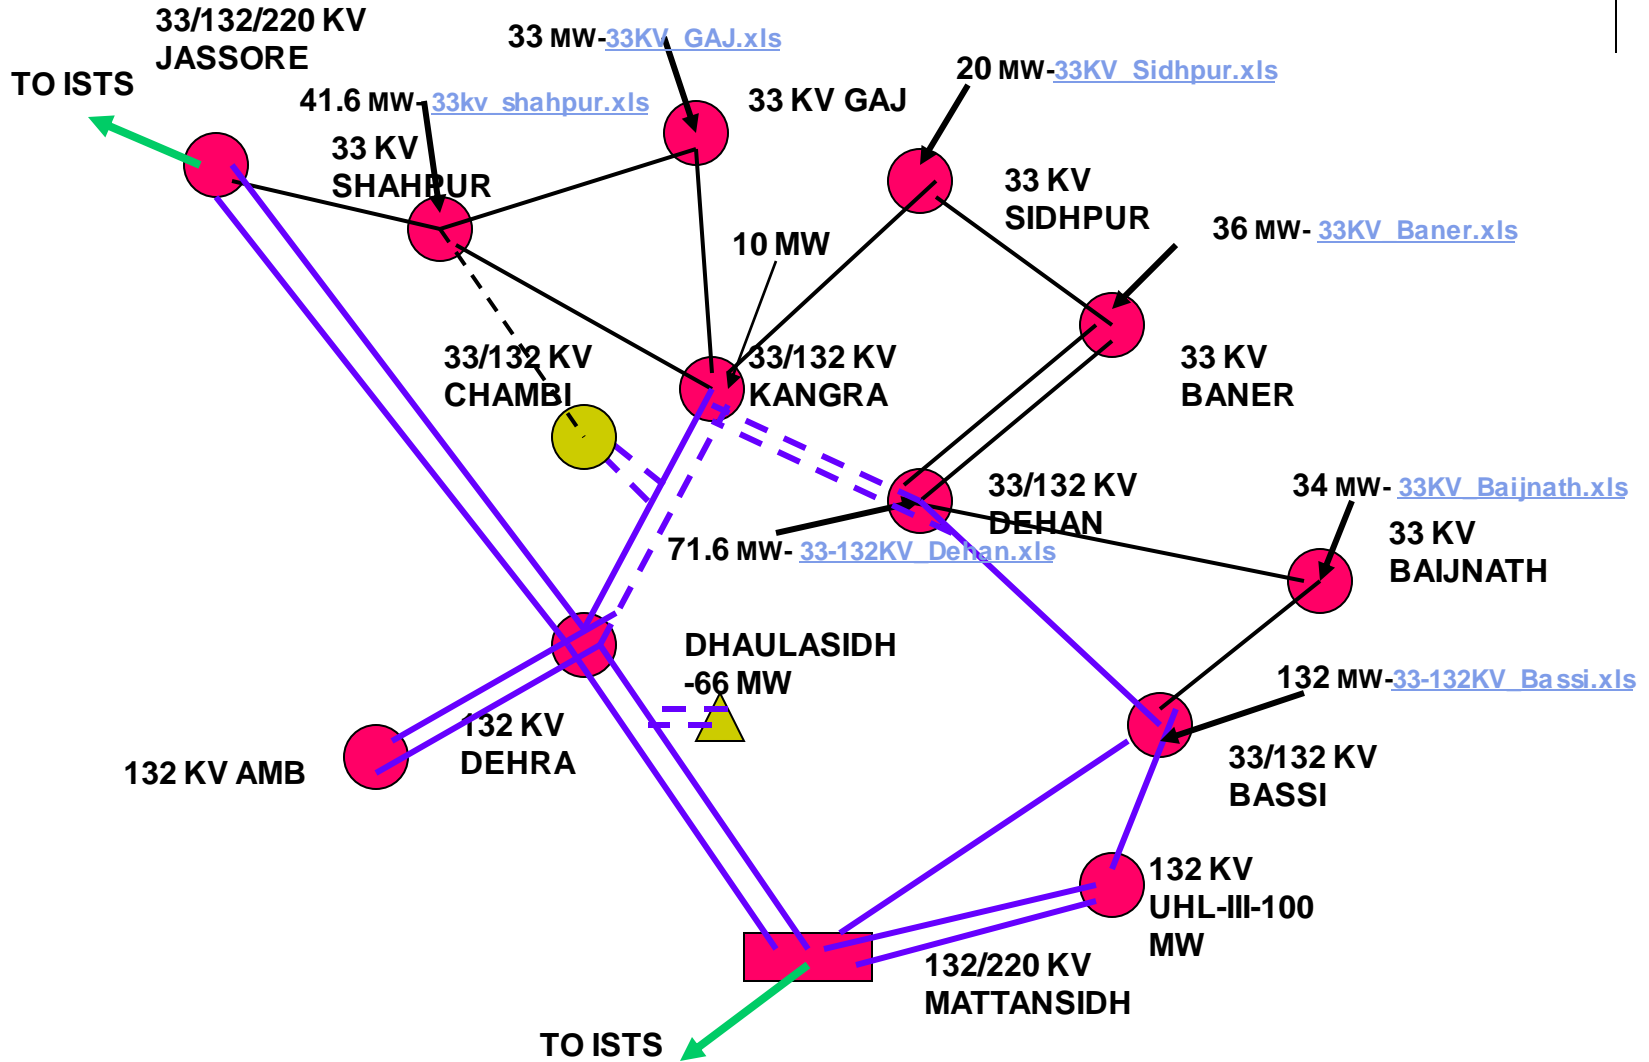 33/132/220 KV
JASSORE
TO ISTS
33 MW-33KV_GAJ.xls
20 MW-33KV_Sidhpur.xls
41.6 MW- 33kv_shahpur.xls
33 KV GAJ
33 KV
SHAHPUR
33 KV
SIDHPUR
36 MW- 33KV_Baner.xls
10 MW
33/132 KV
CHAMBI
33/132 KV
KANGRA
33 KV
BANER
33/132 KV
DEHAN
34 MW- 33KV_Baijnath.xls
33 KV
BAIJNATH
71.6 MW- 33-132KV_Dehan.xls
DHAULASIDH
-66 MW
132 MW-33-132KV_Bassi.xls
132 KV
DEHRA
132 KV AMB
33/132 KV
BASSI
132 KV
UHL-III-100
MW
132/220 KV
MATTANSIDH
TO ISTS